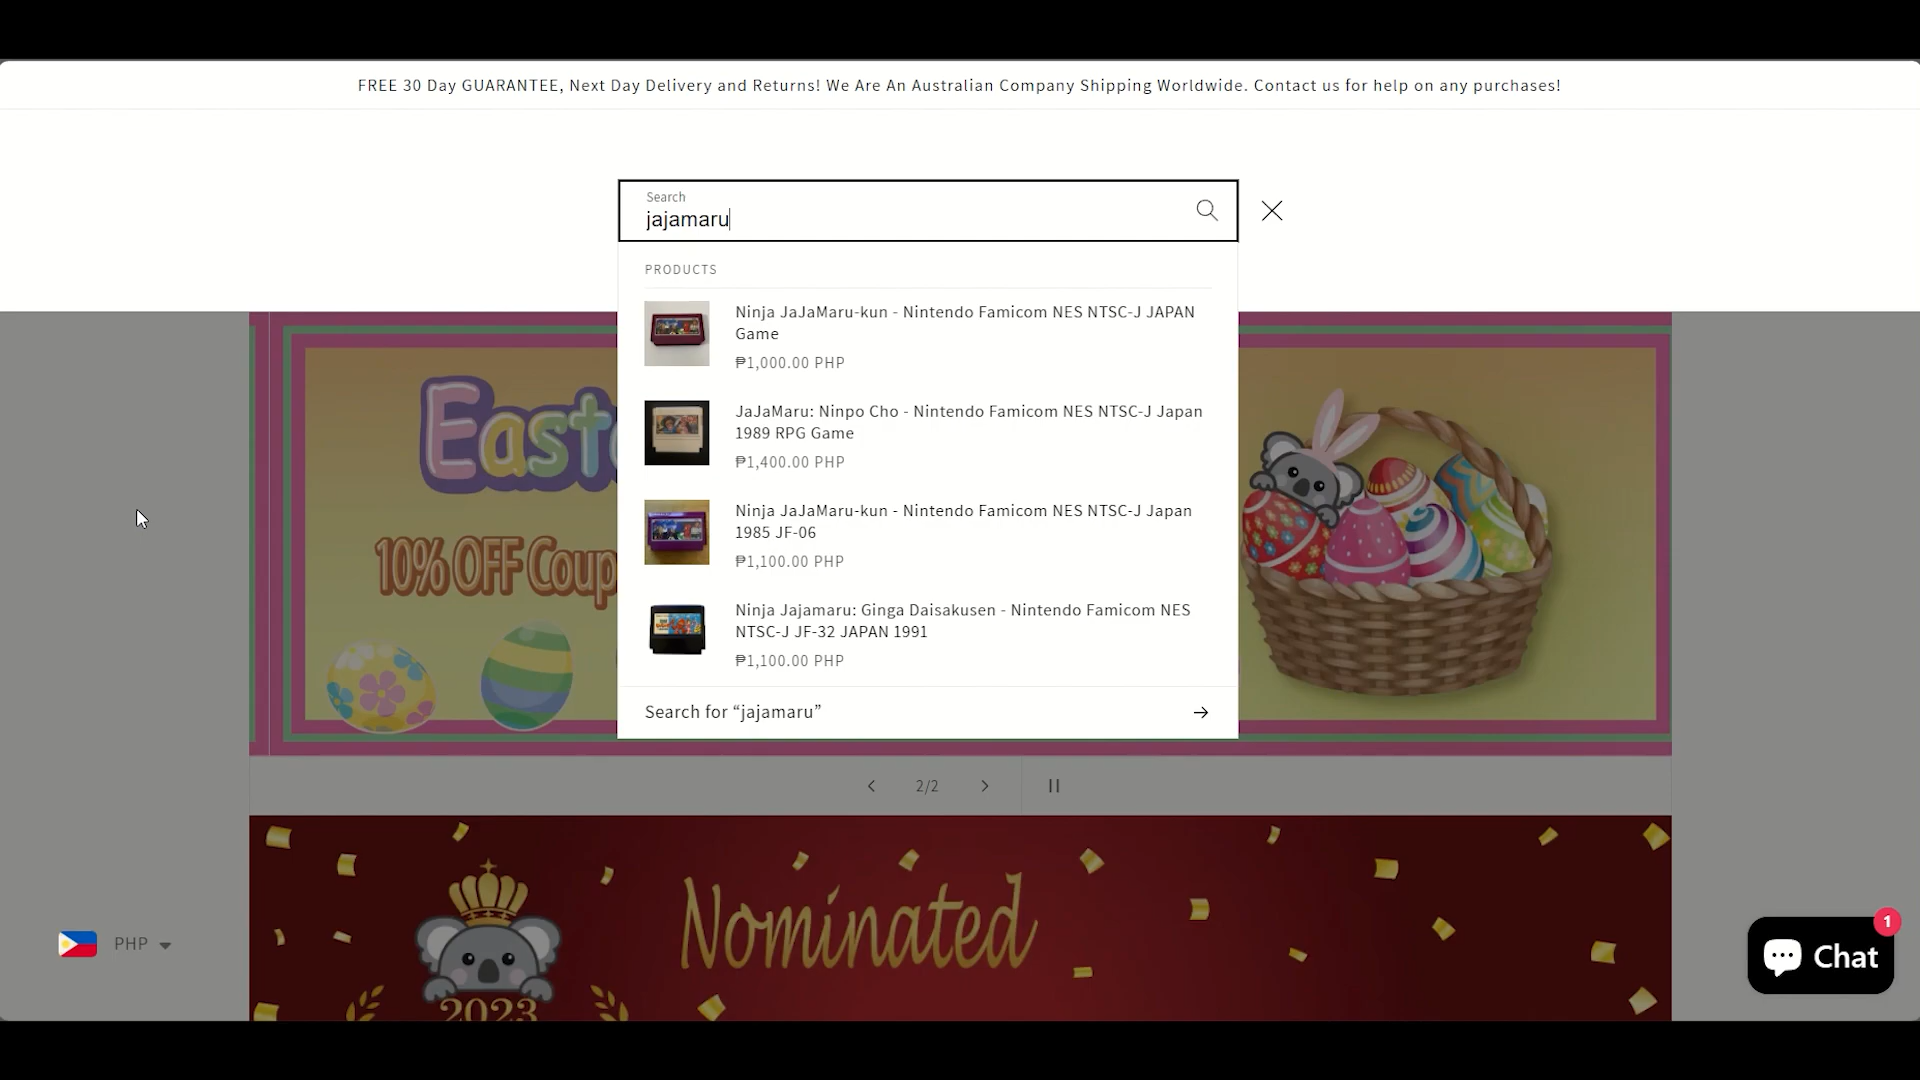 FREE 30 Day GUARANTEE, Next Day Delivery and Returns! We Are An Australian Company Shipping Worldwide. Contact us for help on any purchases!
Search
jajamaru
PRODUCTS
Ninja JaJaMaru-kun - Nintendo Famicom NES NTSC-J JAPAN
Game
₱1,000.00 PHP
JaJaMaru: Ninpo Cho - Nintendo Famicom NES NTSC-J Japan
1989 RPG Game
₱1,400.00 PHP
Ninja JaJaMaru-kun - Nintendo Famicom NES NTSC-J Japan
1985 JF-06
₱1,100.00 PHP
Ninja Jajamaru: Ginga Daisakusen - Nintendo Famicom NES
NTSC-J JF-32 JAPAN 1991
₱1,100.00 PHP
Search for “jajamaru”
East
10% OFF Coup
2/2
Nominated
2023
PHP
1
Chat